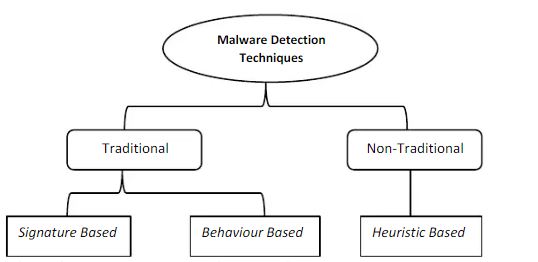 Malware Detection
Techniques
Traditional
Non-Traditional
Signature Based
Behaviour Based
Heuristic Based